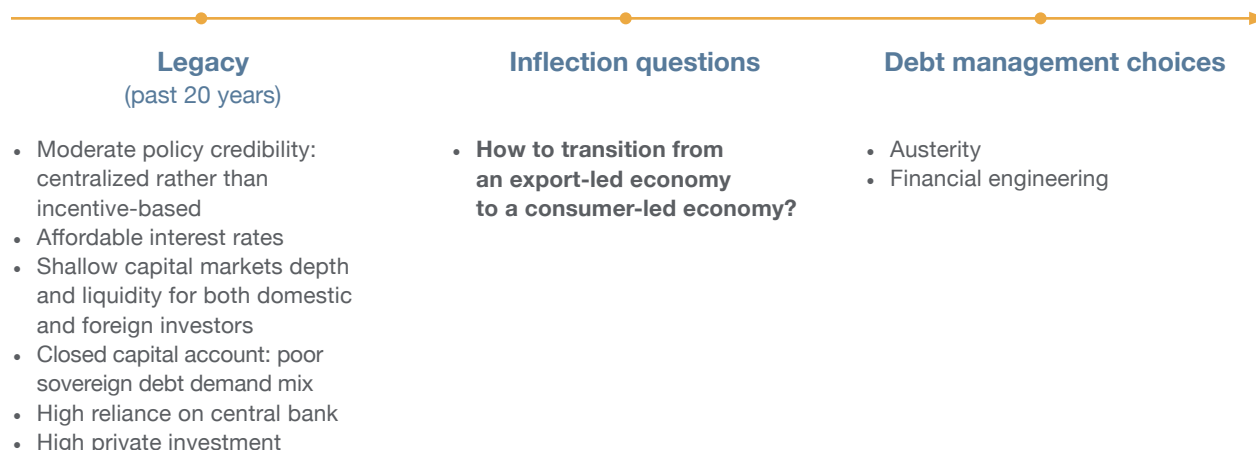 Legacy
(past 20 years)
• Moderate policy credibility:
centralized rather than
incentive-based
• Affordable interest rates
• Shallow capital markets depth
and liquidity for both domestic
and foreign investors
• Closed capital account: poor
sovereign debt demand mix
• High reliance on central bank
• High private investment
Inflection questions
• How to transition from
an export-led economy
to a consumer-led economy?
Debt management choices
• Austerity
• Financial engineering